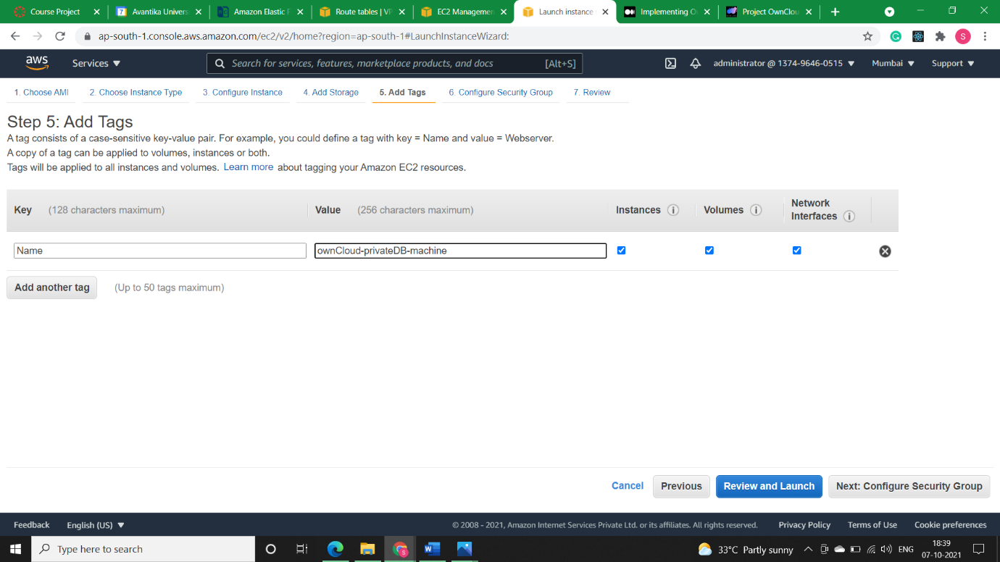 Course Project
Avantika Univers
Amazon Elastic F
Route tables | VP
EC2 Managemen
Launch instance
Implementing O
Project OwnClou
ap-south-1.console.aws.amazon.com/ec2/v2/home?region=ap-south-1#LaunchInstanceWizard:
S
aws
Services
Search for services, features, marketplace products, and docs
[Alt+S]
administrator @ 1374-9646-0515
Mumbai
Support
1. Choose AMI
2. Choose Instance Type
3. Configure Instance
4. Add Storage
5. Add Tags
6. Configure Security Group
7. Review
Step 5: Add Tags
A tag consists of a case-sensitive key-value pair. For example, you could define a tag with key = Name and value = Webserver.
A copy of a tag can be applied to volumes, instances or both.
Tags will be applied to all instances and volumes. Learn more about tagging your Amazon EC2 resources.
Key (128 characters maximum)
Value (256 characters maximum)
Instances
Volumes
Network
Interfaces
Name
ownCloud-privateDB-machine
Add another tag
(Up to 50 tags maximum)
Cancel
Previous
Review and Launch
Next: Configure Security Group
Feedback
English (US)
© 2008 - 2021, Amazon Internet Services Private Ltd. or its affiliates. All rights reserved.
Privacy Policy
Terms of Use
Cookie preferences
Type here to search
33°C Partly sunny
ENG
18:39
07-10-2021